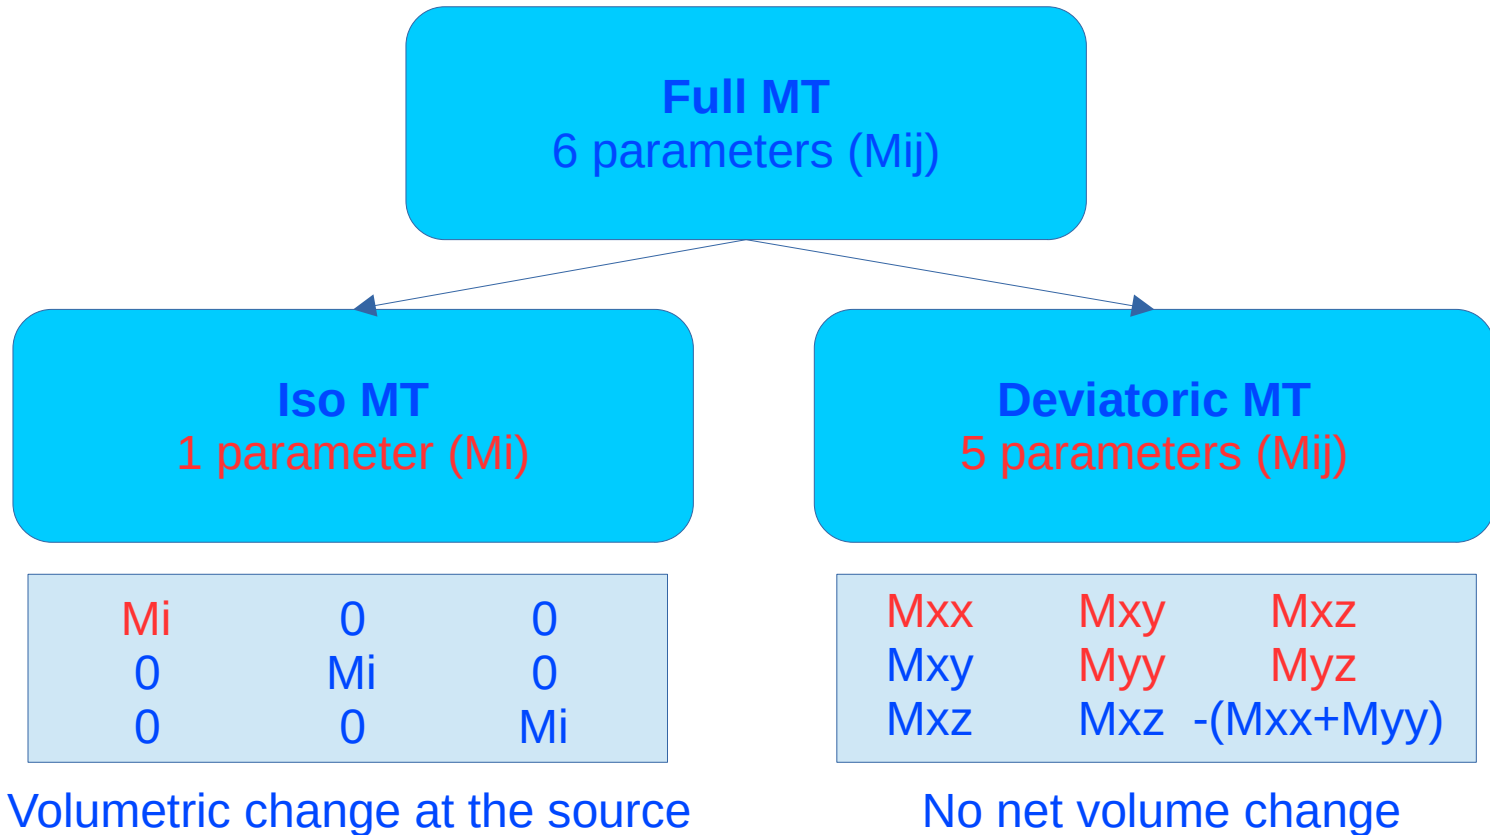 Full MT
6 parameters (Mij)
Iso MT
1 parameter (Mi)
Deviatoric MT
5 parameters (Mij)
Mi 0 0
0 Mi 0
0 0 Mi
Mxx Mxy Mxz
Mxy Myy Myz
Mxz Mxz -(Mxx+Myy)
Volumetric change at the source
No net volume change